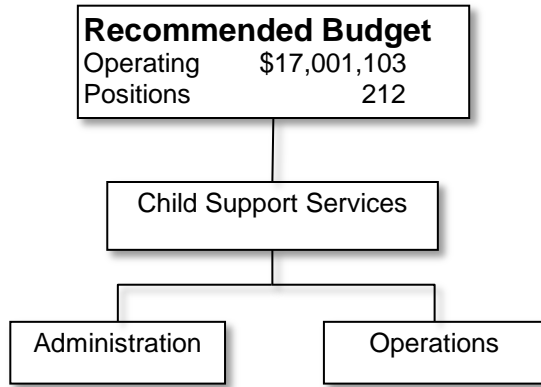 Recommended Budget
Operating $17,001,103
Positions 212
Child Support Services
Administration
Operations